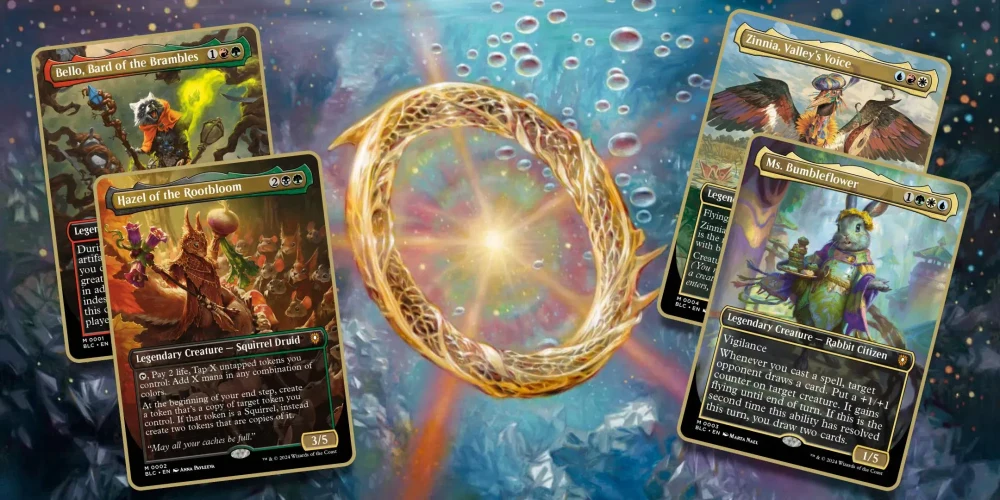 Bello, Bard of the Brambles 1
Legen
Durin
artifa
you c
great
in ad
indes
this c
playe
M 0001
BLC • EN
Hazel of the Rootbloom 2
Legendary Creature — Squirrel Druid
, Pay 2 life, Tap X untapped tokens you
control: Add X mana in any combination of
colors.
At the beginning of your end step, create
a token that's a copy of target token you
control. If that token is a Squirrel, instead
create two tokens that are copies of it.
"May all your caches be full."
3/5
M 0002
BLC • EN ANNA PAVLEEVA
™ & © 2024 Wizards of the Coast
Zinnia, Valley's Voice
Legen
Flying
Zinnia
is the
with b
Creatu
(You
a creat
enters,
M 0004
BLC • EN
Ms. Bumbleflower 1
Legendary Creature — Rabbit Citizen
Vigilance
Whenever you cast a spell, target
opponent draws a card. Put a +1/+1
counter on target creature. It gains
flying until end of turn. If this is the
second time this ability has resolved
this turn, you draw two cards.
1/5
M 0003
BLC • EN MARTA NAEL
™ & © 2024 Wizards of the Coast